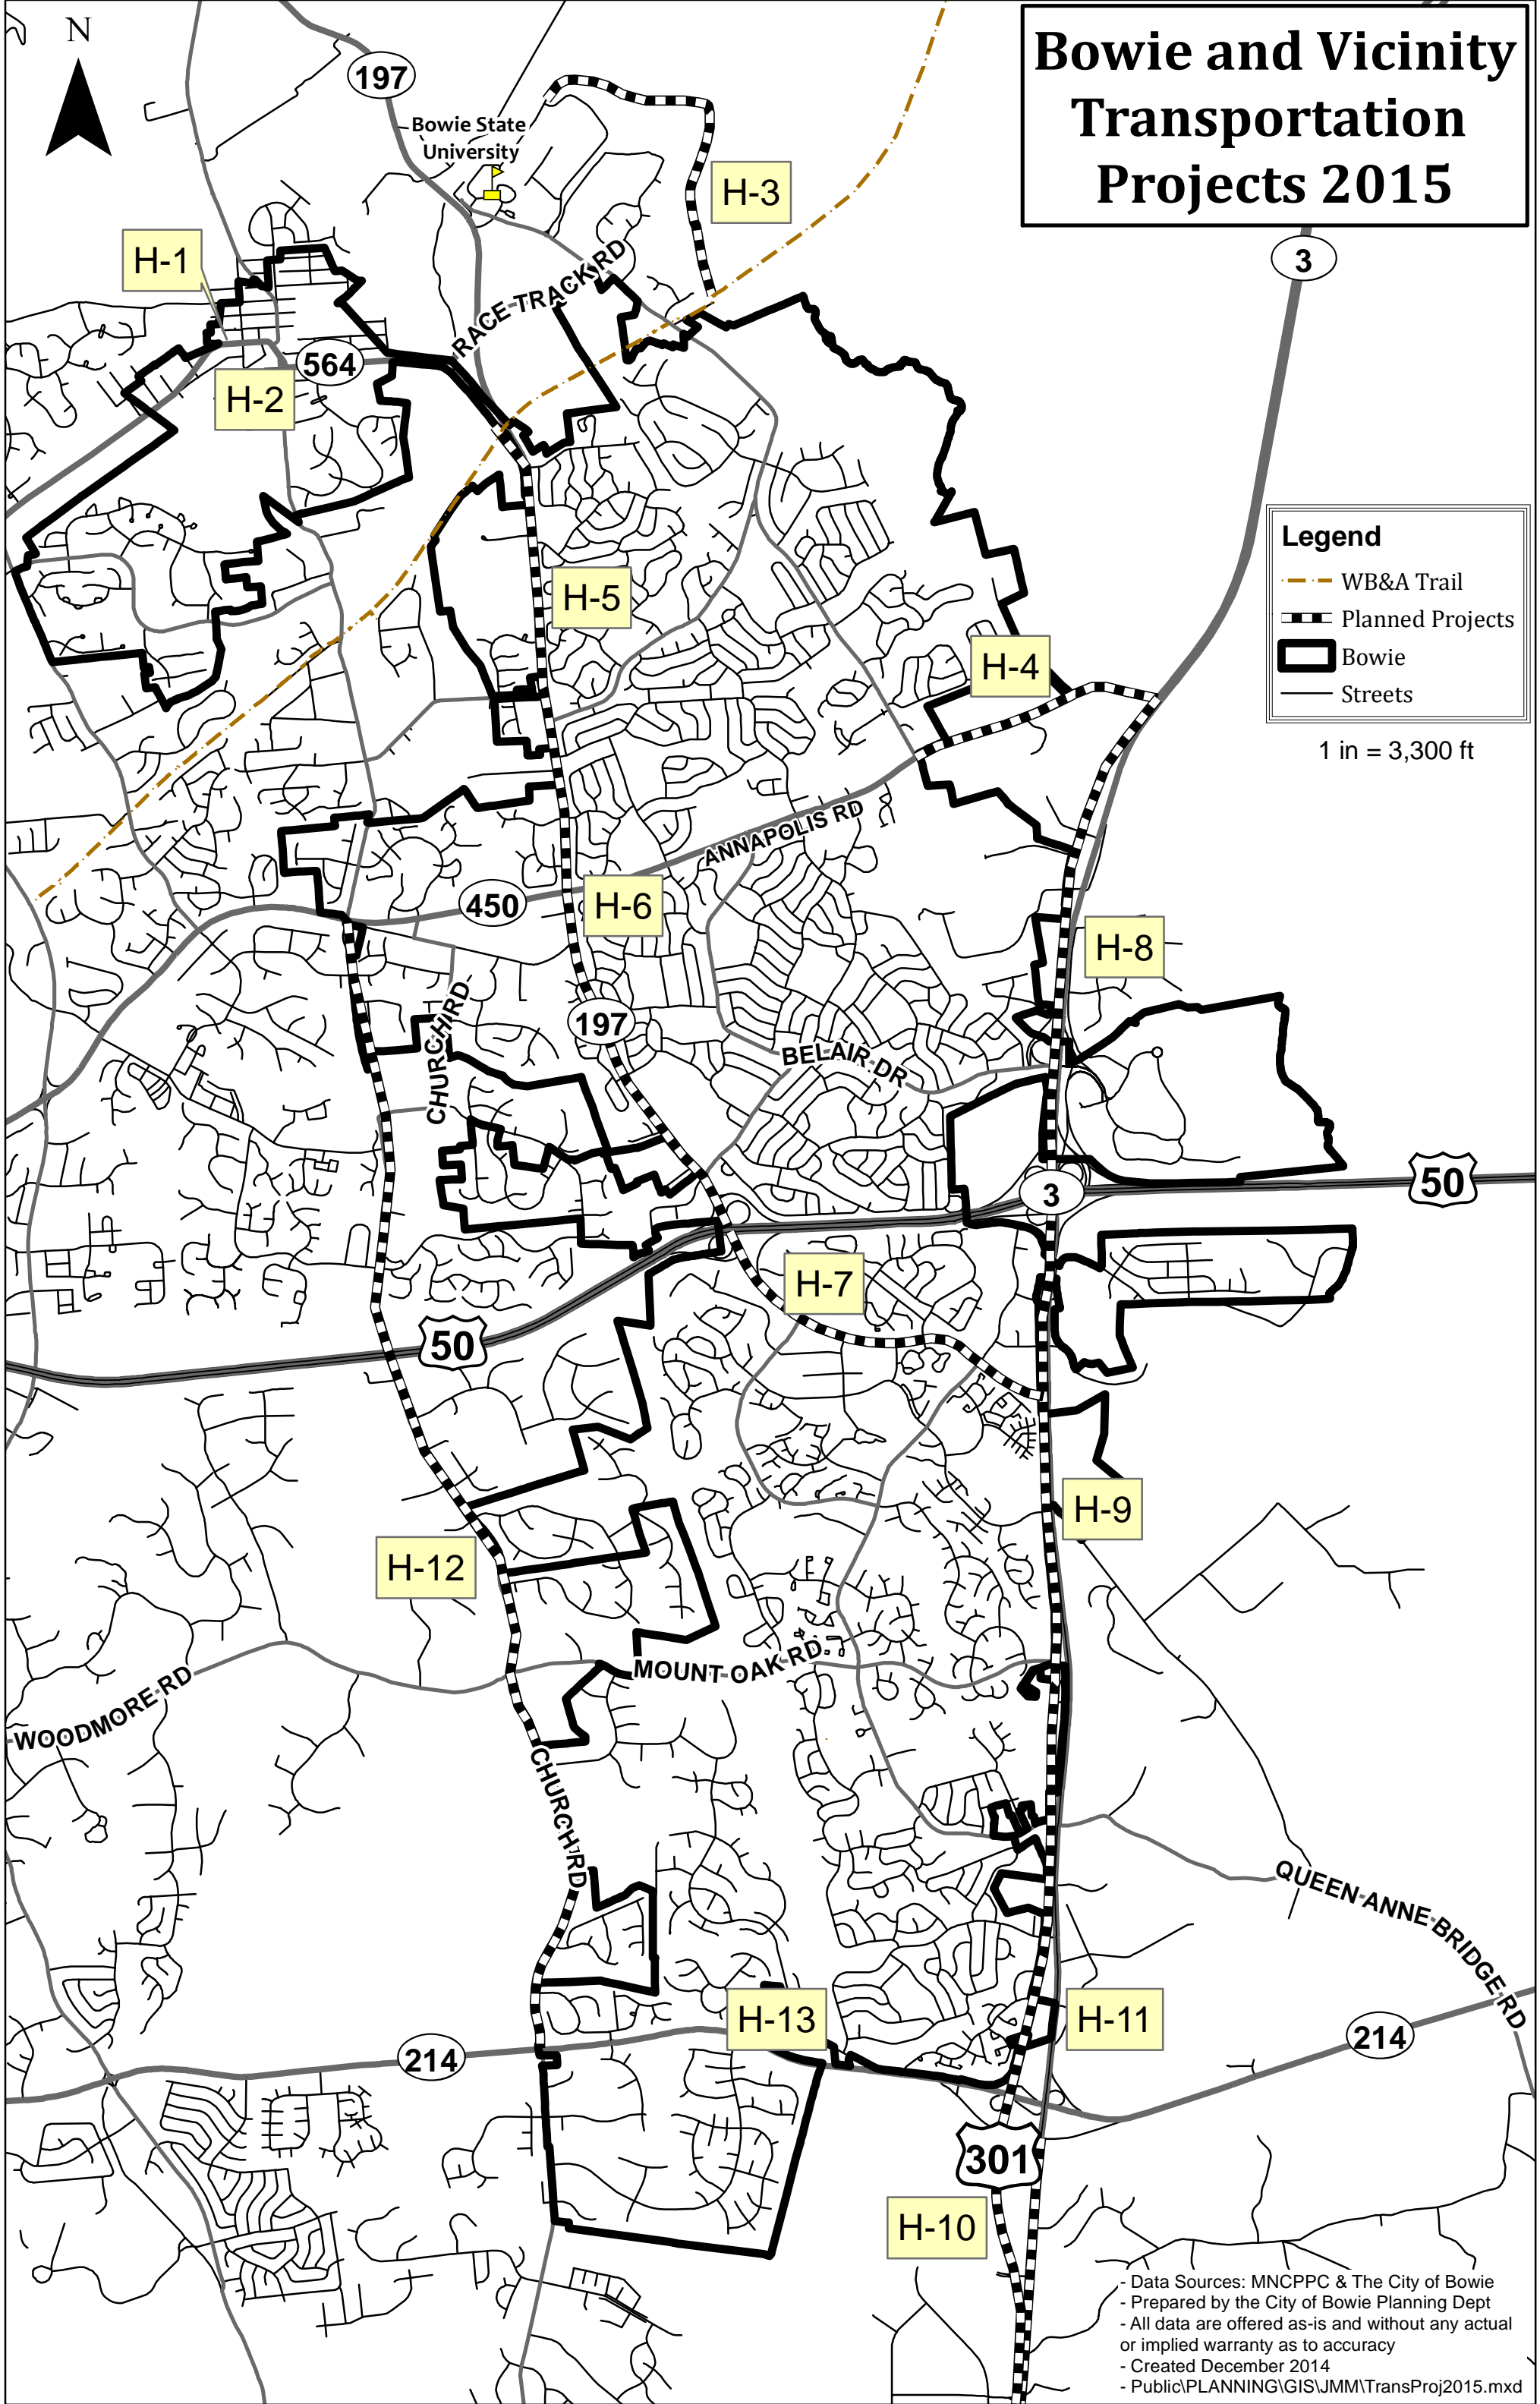 Bowie and Vicinity
Transportation
Projects 2015
N
197
Bowie State
University
H-3
3
H-1
RACE TRACK RD
564
H-2
Legend
WB&A Trail
Planned Projects
Bowie
Streets
1 in = 3,300 ft
H-5
H-4
ANNAPOLIS RD
450
H-6
H-8
CHURCH RD
197
BELAIR DR
50
3
H-7
50
H-9
H-12
MOUNT OAK RD
WOODMORE RD
CHURCH RD
QUEEN ANNE BRIDGE RD
H-13
H-11
214
214
301
H-10
- Data Sources: MNCPPC & The City of Bowie
- Prepared by the City of Bowie Planning Dept
- All data are offered as-is and without any actual
or implied warranty as to accuracy
- Created December 2014
- Public\PLANNING\GIS\JMM\TransProj2015.mxd